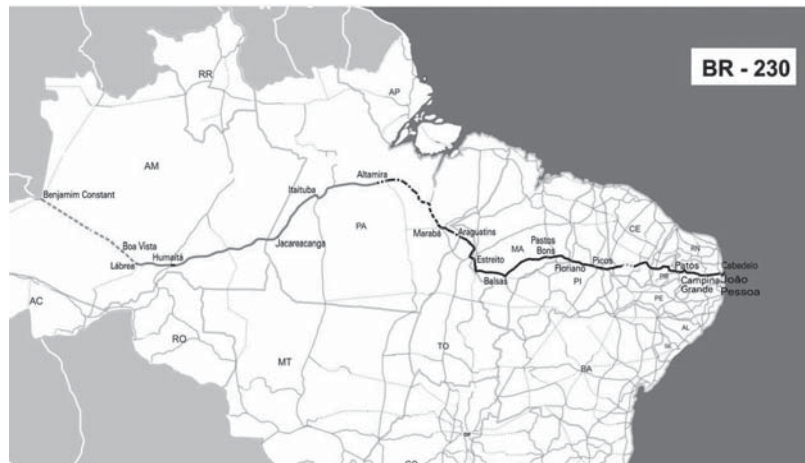 BR - 230
RR
AP
AM
Altamira
Itaituba
Benjamim Constant
PA
CE
RN
Boa Vista
Humaitá
Lábrea
Jacareacanga
Marabá
Araguatins
MA
Pastos
Bons
Estreito
Balsas
Floriano
Picos
PI
Patos
PB
Cabedelo
Campina
Grande
João
Pessoa
PE
AC
AL
RO
MT
TO
BA
DF